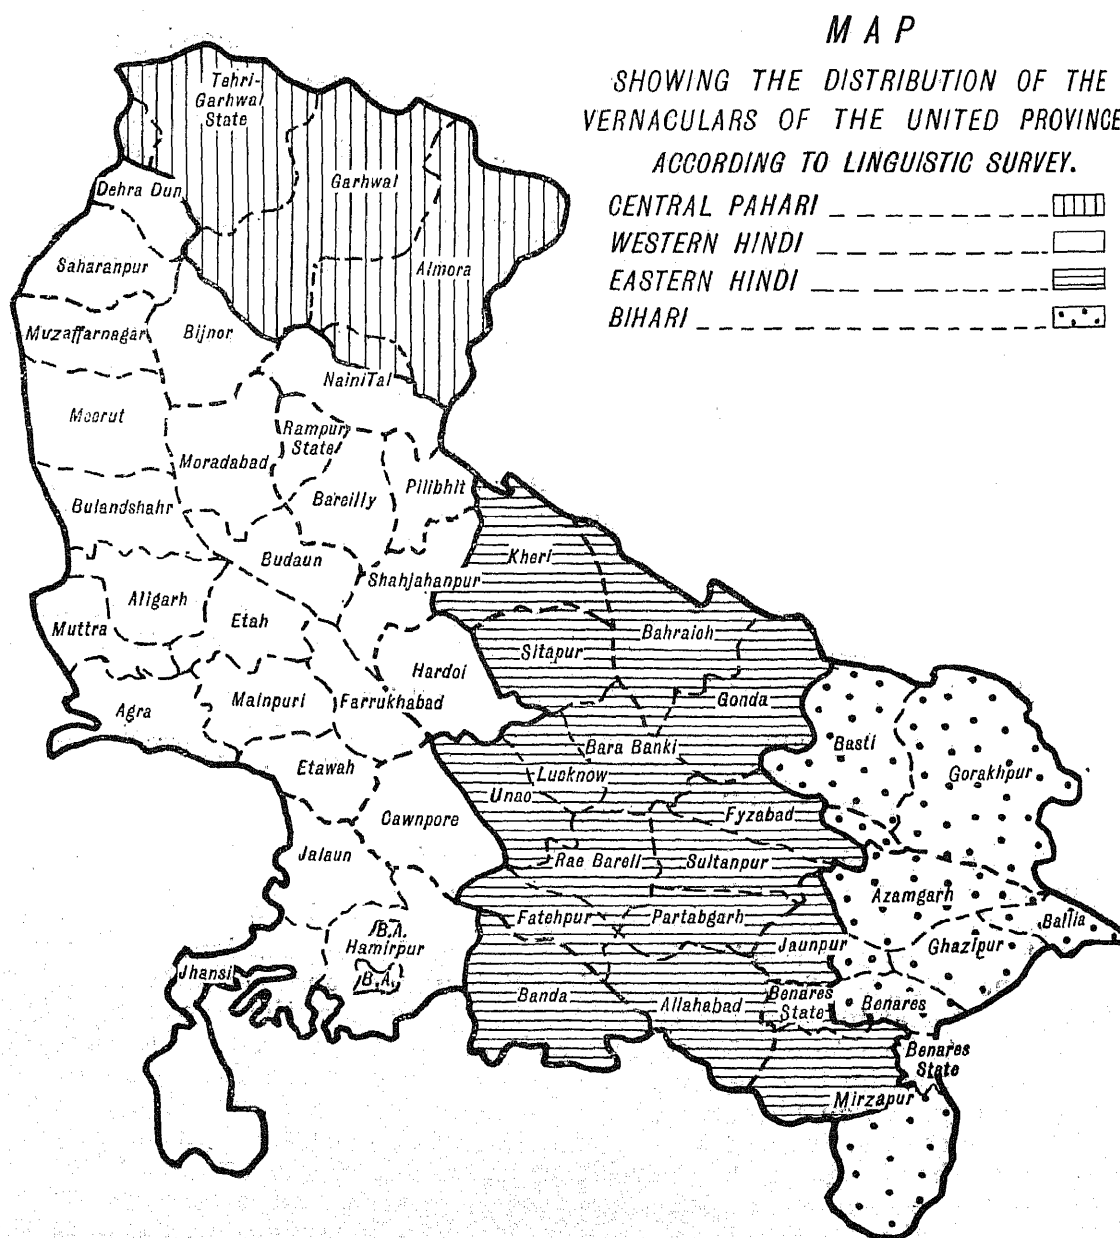 MAP
SHOWING THE DISTRIBUTION OF THE
VERNACULARS OF THE UNITED PROVINCE
ACCORDING TO LINGUISTIC SURVEY.
CENTRAL PAHARI
WESTERN HINDI
EASTERN HINDI
BIHARI
Tehri-
Garhwal
State
Garhwal
Dehra Dun
Saharanpur
Almora
Muzaffarnagar
Bijnor
NainiTal
Meerut
Rampur
State
Moradabad
Pilibhit
Bareilly
Bulandshahr
Budaun
Kheri
Shahjahanpur
Aligarh
Etah
Muttra
Bahraich
Sitapur
Hardoi
Mainpuri
Farrukhabad
Gonda
Agra
Bara Banki
Basti
Etawah
Lucknow
Gorakhpur
Unao
Cawnpore
Fyzabad
Jalaun
Rae Bareli
Sultanpur
Azamgarh
Fatehpur
Partabgarh
Ballia
B.A.
Hamirpur
Jaunpur
Ghazipur
Jhansi
B.A.
Banda
Allahabad
Benares
State
Benares
Benares
State
Mirzapur